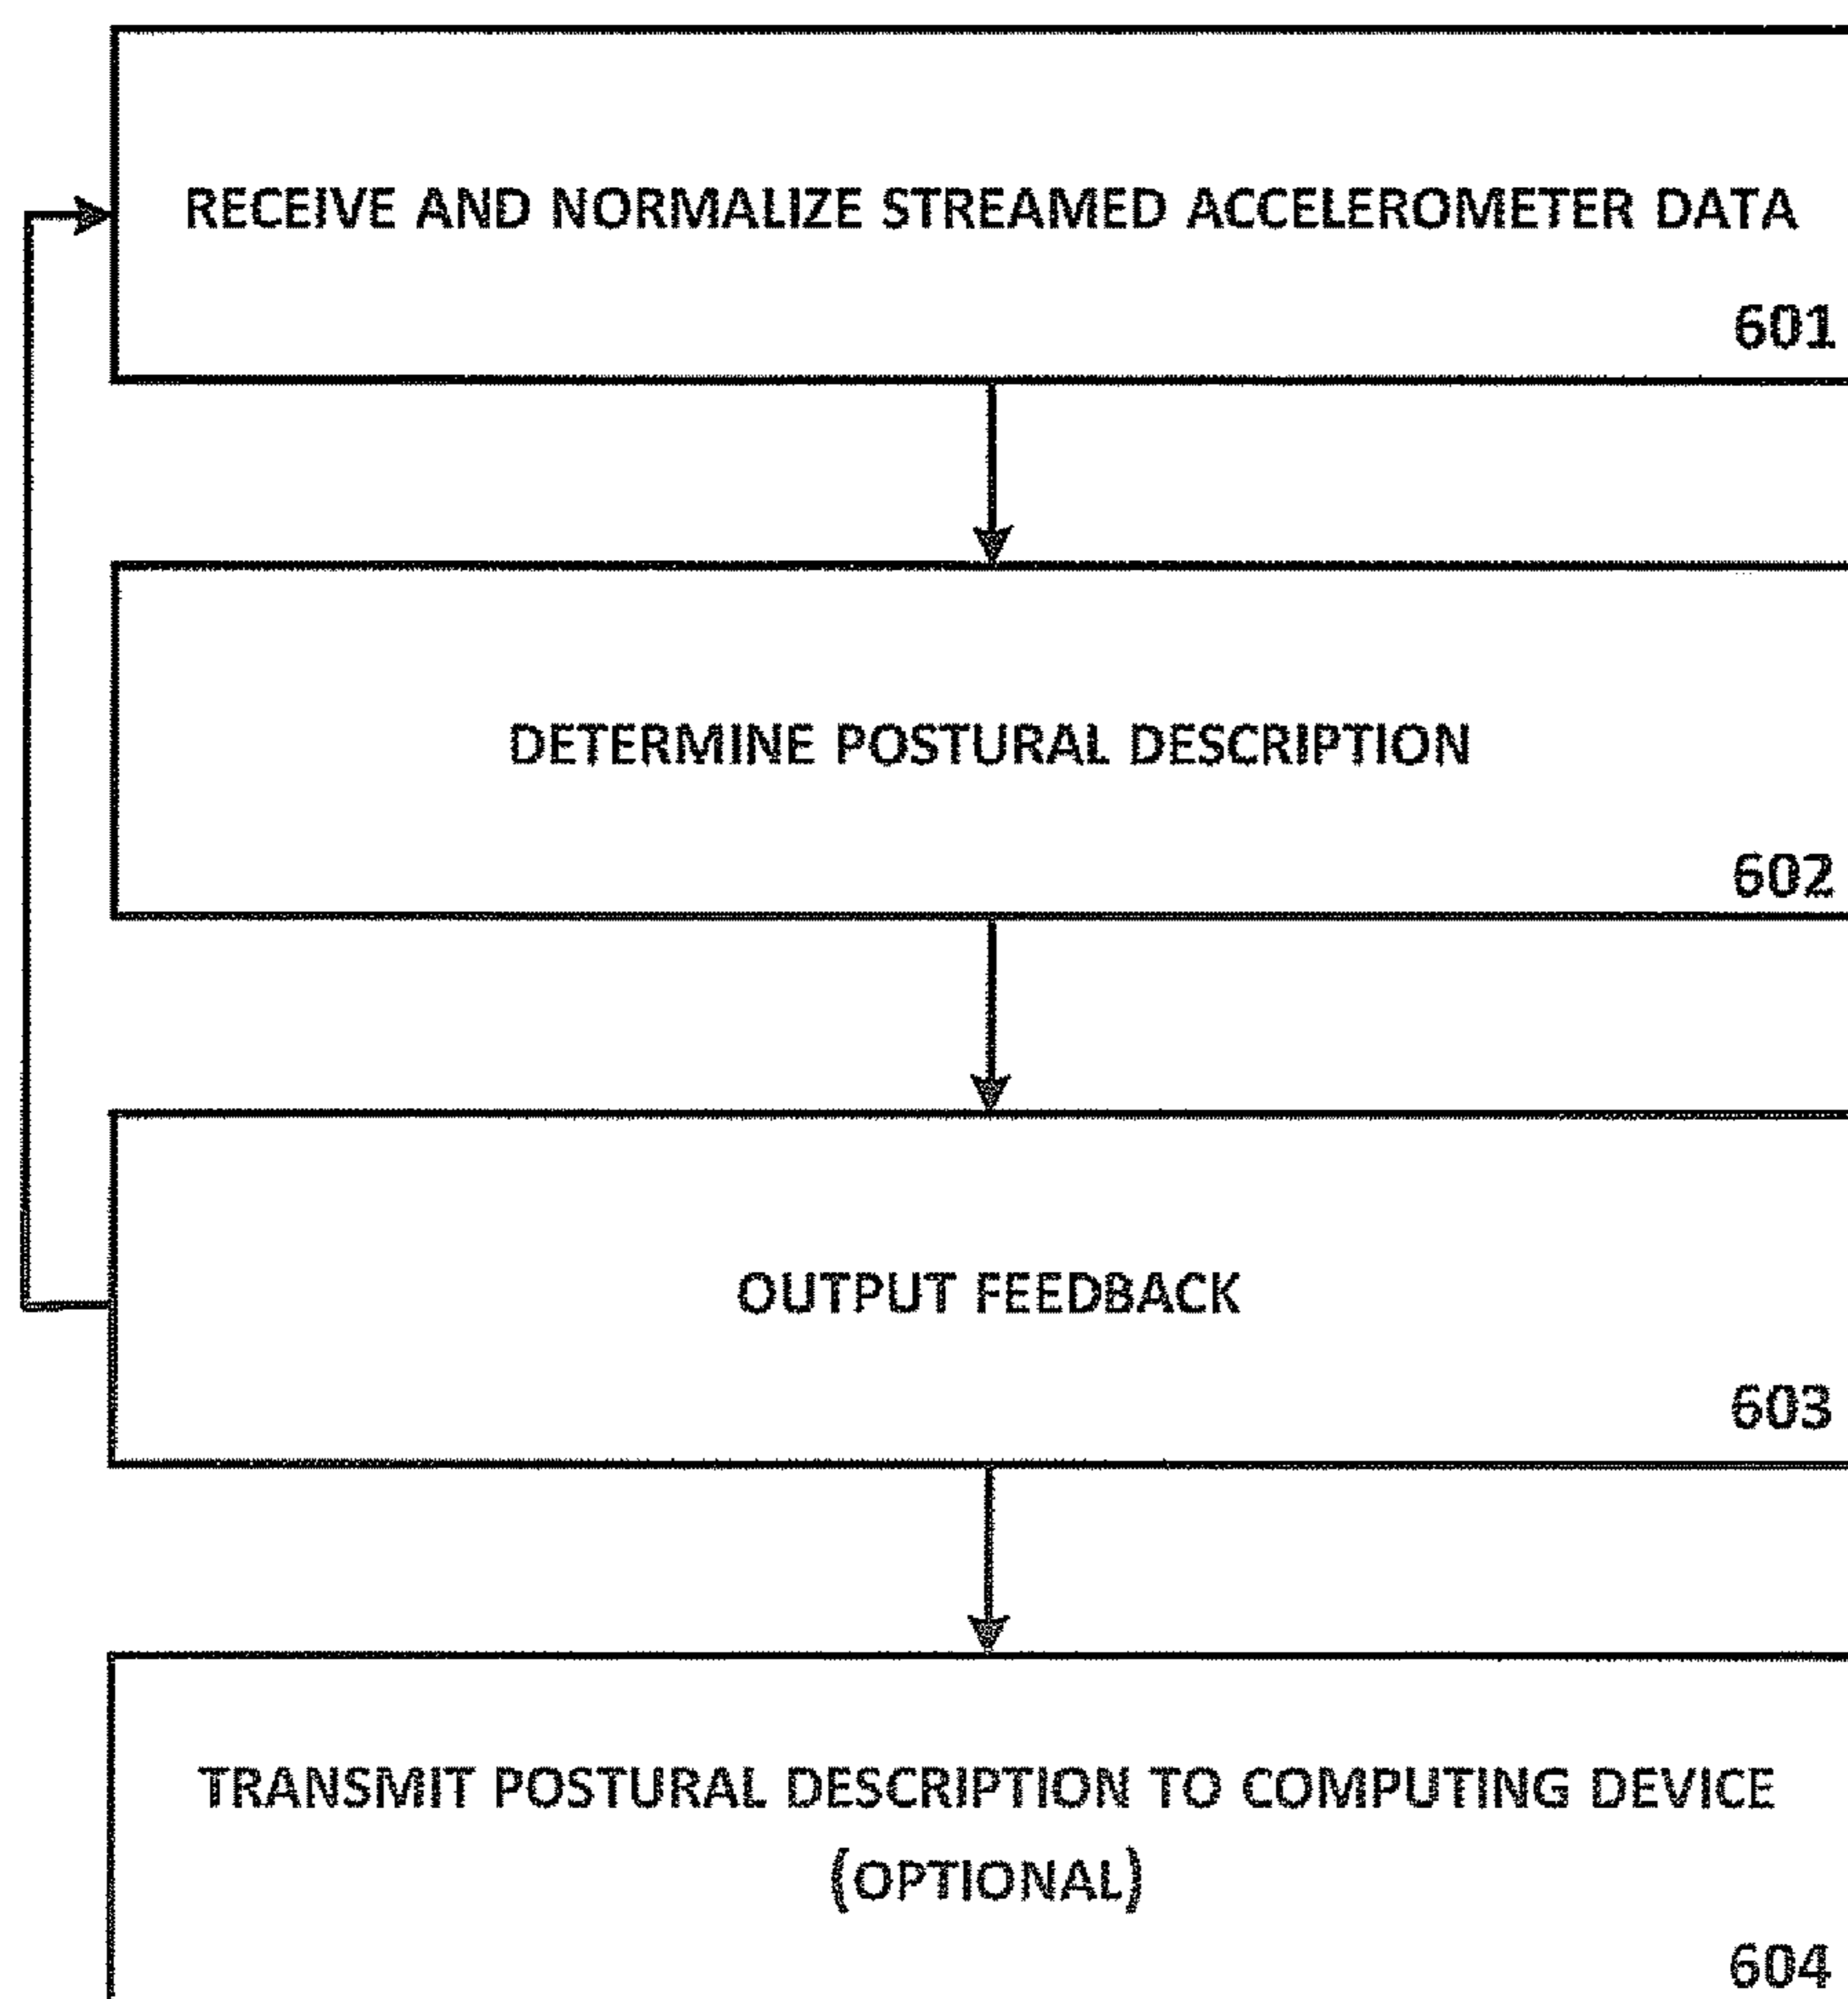 RECEIVE AND NORMALIZE STREAMED ACCELEROMETER DATA
601
DETERMINE POSTURAL DESCRIPTION
602
OUTPUT FEEDBACK
603
TRANSMIT POSTURAL DESCRIPTION TO COMPUTING DEVICE
(OPTIONAL)
604